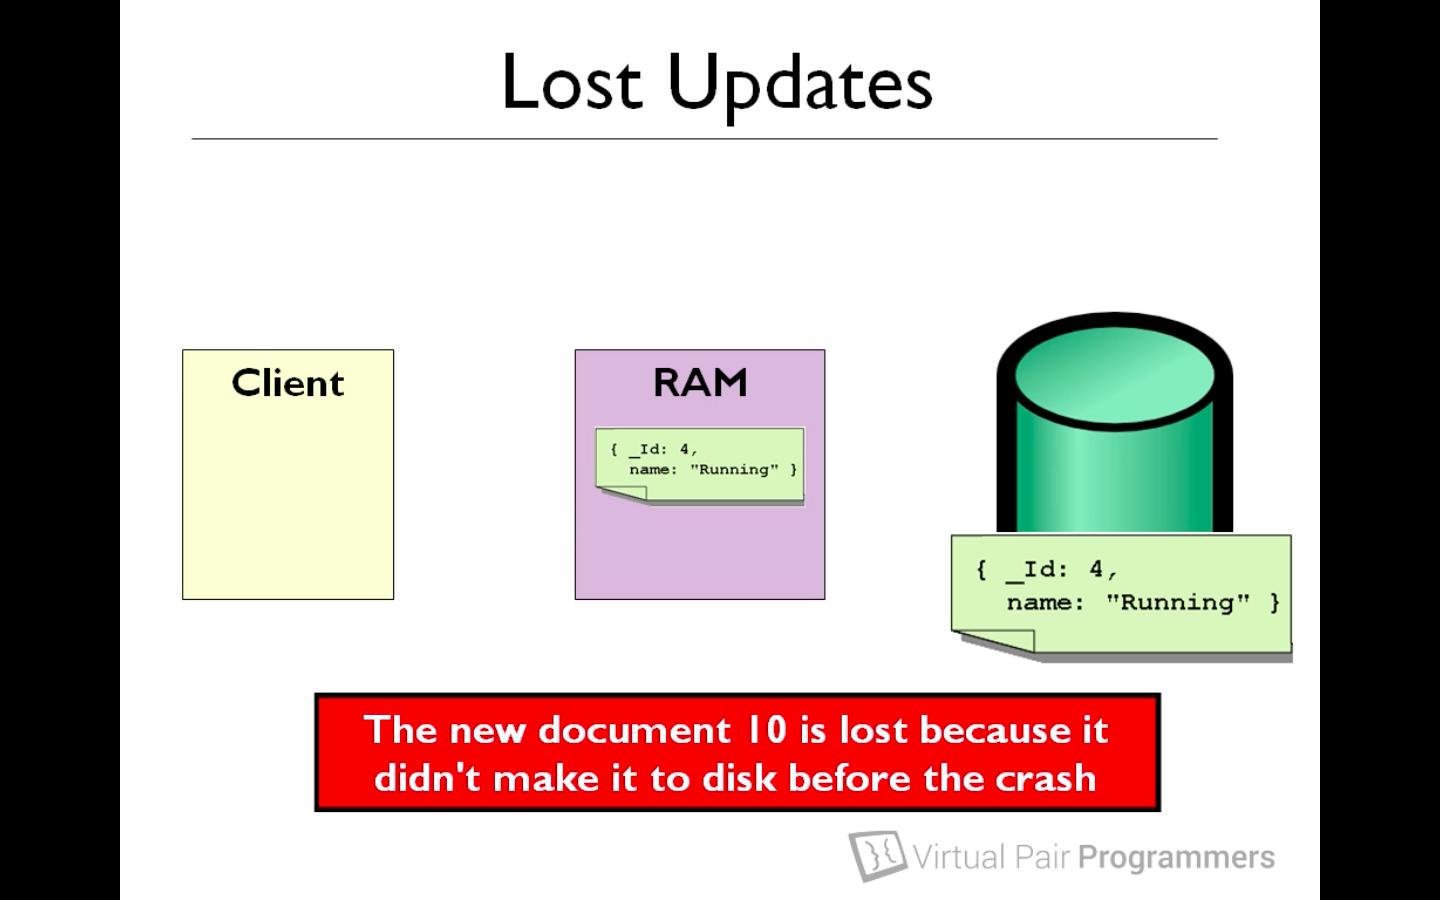 Lost Updates
Client
RAM
{ _Id: 4,
name: "Running" }
{ _Id: 4,
name: "Running" }
The new document 10 is lost because it
didn't make it to disk before the crash
Virtual Pair Programmers